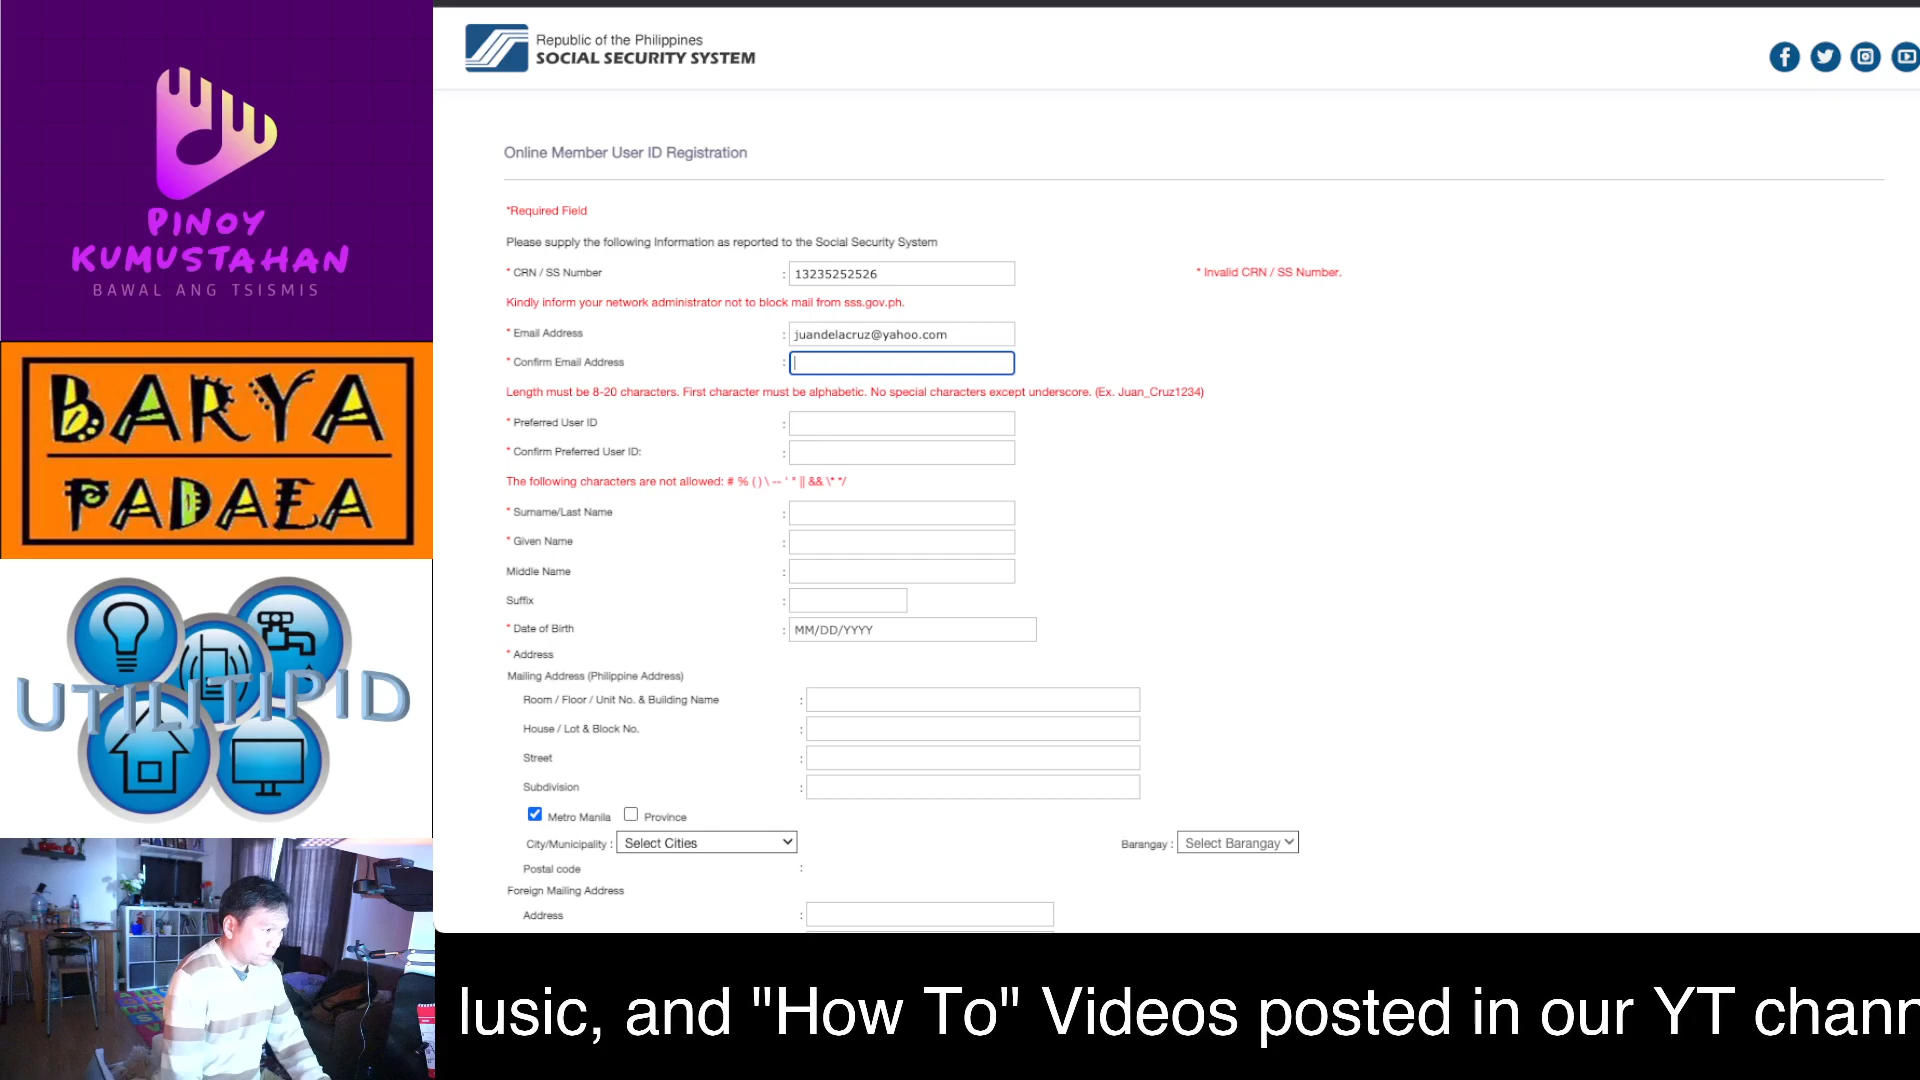 PINOY
KUMUSTAHAN
BAWAL ANG TSISMIS
BARYA
PADALA
UTILITIPID
Republic of the Philippines
SOCIAL SECURITY SYSTEM
Online Member User ID Registration
*Required Field
Please supply the following Information as reported to the Social Security System
* CRN / SS Number : 13235252526 * Invalid CRN / SS Number.
Kindly inform your network administrator not to block mail from sss.gov.ph.
* Email Address : juandelacruz@yahoo.com
* Confirm Email Address :
Length must be 8-20 characters. First character must be alphabetic. No special characters except underscore. (Ex. Juan_Cruz1234)
* Preferred User ID :
* Confirm Preferred User ID: :
The following characters are not allowed: # % ( ) \ -- ' " || && \* */
* Surname/Last Name :
* Given Name :
Middle Name :
Suffix :
* Date of Birth : MM/DD/YYYY
* Address
Mailing Address (Philippine Address)
Room / Floor / Unit No. & Building Name :
House / Lot & Block No. :
Street :
Subdivision :
Metro Manila Province
City/Municipality : Select Cities Barangay : Select Barangay
Postal code :
Foreign Mailing Address
Address :
lusic, and "How To" Videos posted in our YT chann